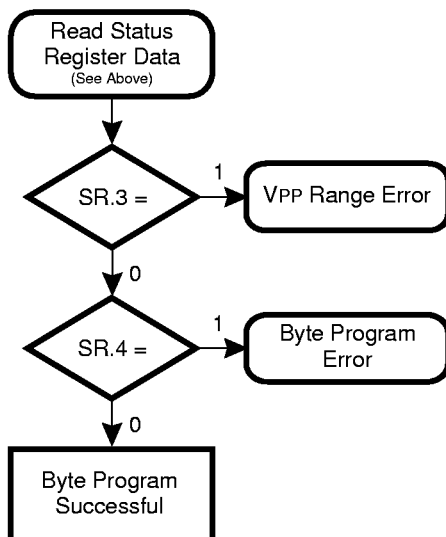 Read Status
Register Data
(See Above)
SR.3 =
1
VPP Range Error
0
SR.4 =
1
Byte Program
Error
0
Byte Program
Successful